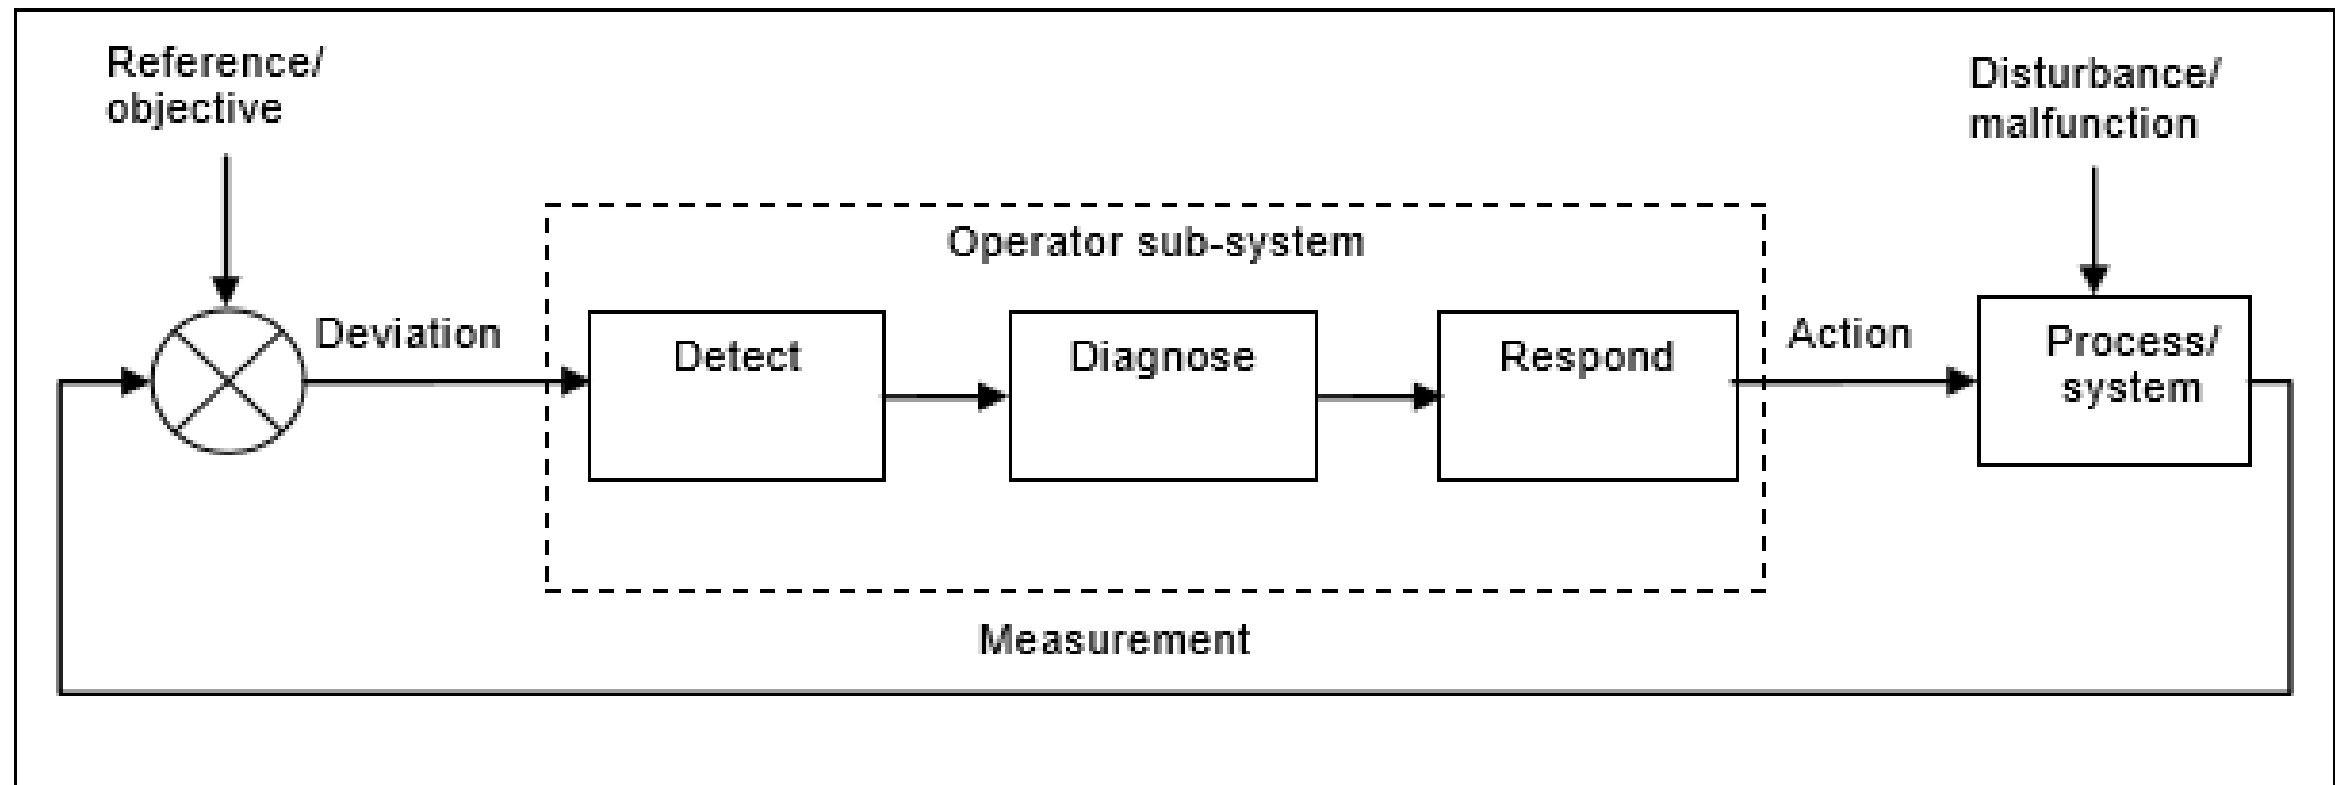 Reference/
objective
Disturbance/
malfunction
Operator sub-system
Deviation
Detect
Diagnose
Respond
Action
Process/
system
Measurement